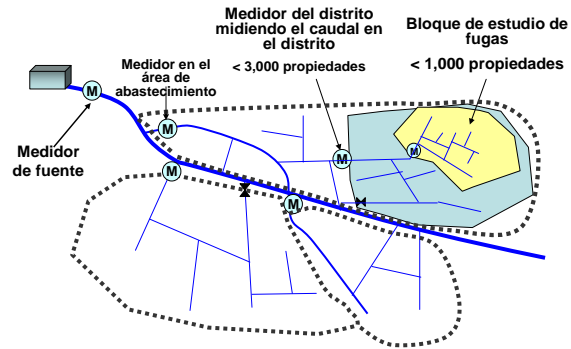 Medidor del distrito
midiendo el caudal en
el distrito
< 3,000 propiedades
Bloque de estudio de
fugas
< 1,000 propiedades
Medidor en el
área de
abastecimiento
Medidor
de fuente
M
M
M
M
M
M